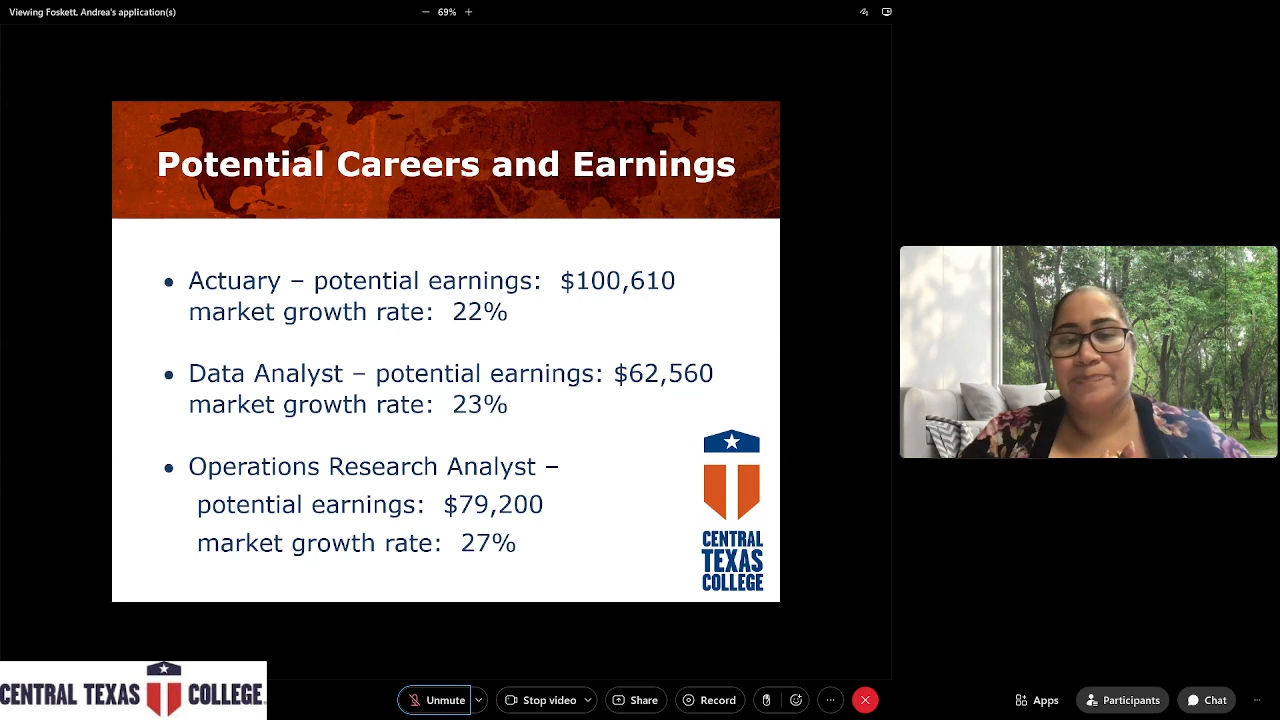 Viewing Foskett, Andrea's application(s)
69%
Potential Careers and Earnings
• Actuary – potential earnings: $100,610
market growth rate: 22%
• Data Analyst – potential earnings: $62,560
market growth rate: 23%
• Operations Research Analyst –
potential earnings: $79,200
market growth rate: 27%
CENTRAL
TEXAS
COLLEGE
CENTRAL TEXAS COLLEGE
Unmute
Stop video
Share
Record
Apps
Participants
Chat